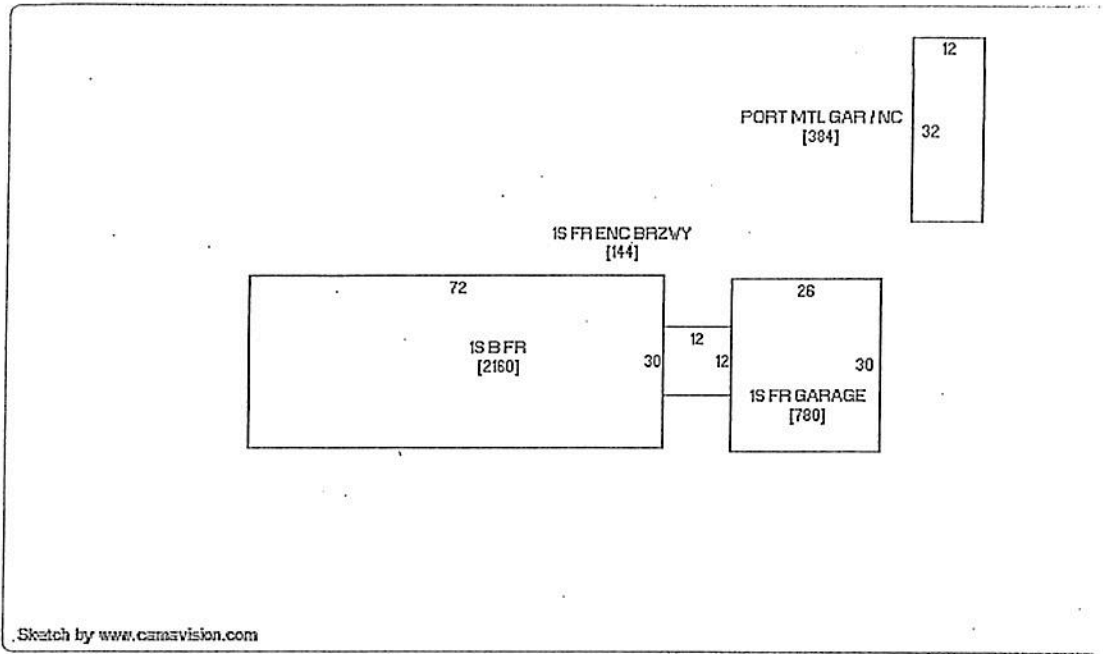 12
PORT MTL GAR / NC
[384]
32
1S FR ENC BRZWY
[144]
72
26
12
1S B FR
[2160]
30
12
30
1S FR GARAGE
[780]
Sketch by www.camavision.com